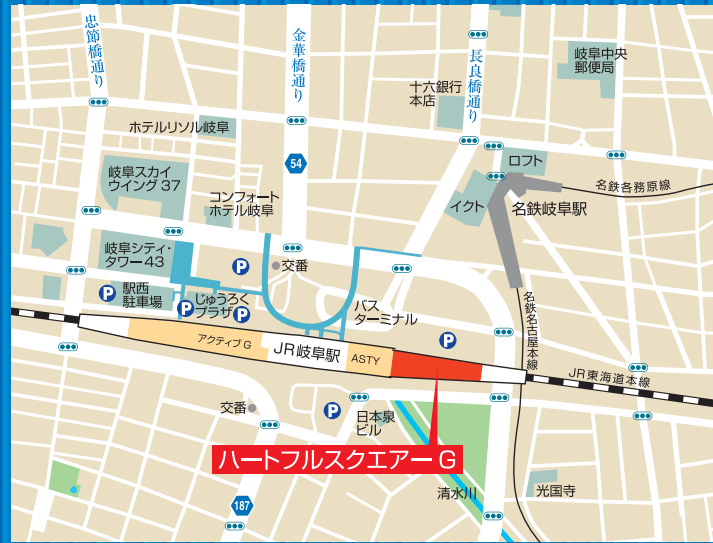 忠節橋通り
金華橋通り
長良橋通り
岐阜中央
郵便局
十六銀行
本店
ホテルリソル岐阜
54
ロフト
岐阜スカイ
ウイング37
名鉄各務原線
コンフォート
ホテル岐阜
イクト
名鉄岐阜駅
岐阜シティ・
タワー43
P
交番
駅西
駐車場
P
P
じゅうろく
プラザ
P
バス
ターミナル
名鉄名古屋本線
P
アクティブG
JR岐阜駅
ASTY
JR東海道本線
交番
P
日本泉
ビル
ハートフルスクエアーG
清水川
光国寺
187